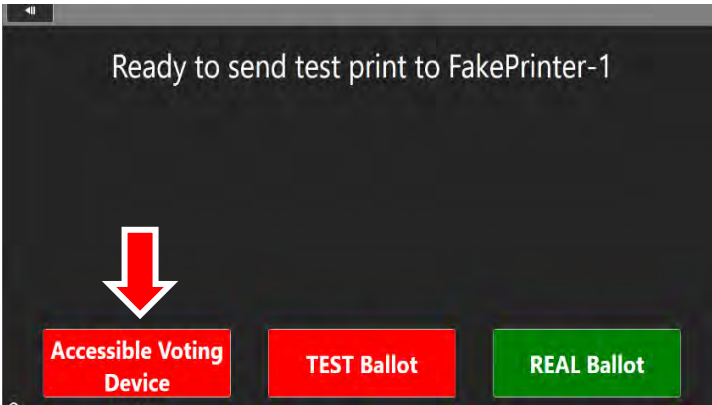 Ready to send test print to FakePrinter-1
Accessible Voting
Device
TEST Ballot
REAL Ballot